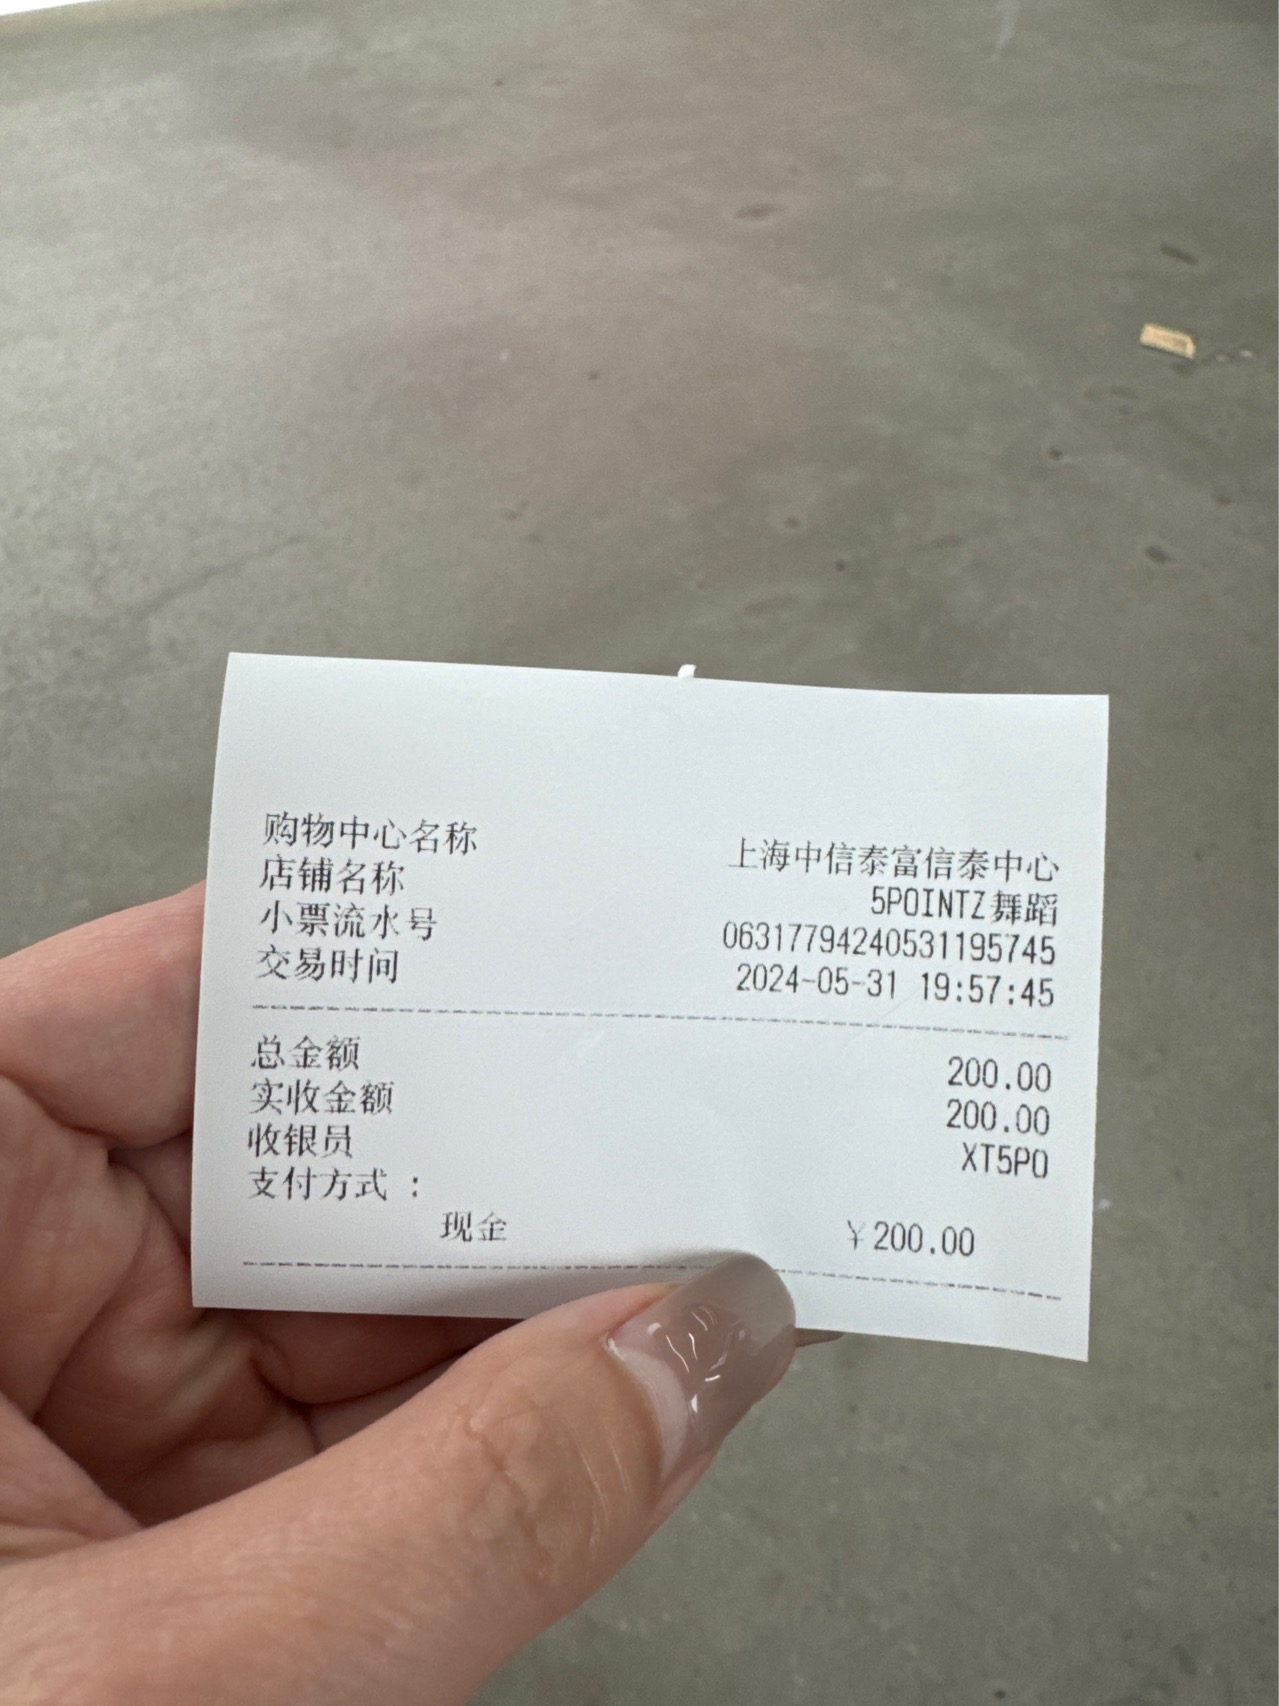 购物中心名称 上海中信泰富信泰中心
店铺名称 5POINTZ舞蹈
小票流水号 06317794240531195745
交易时间 2024-05-31 19:57:45
总金额 200.00
实收金额 200.00
收银员 XT5PO
支付方式 ：
现金 ￥200.00